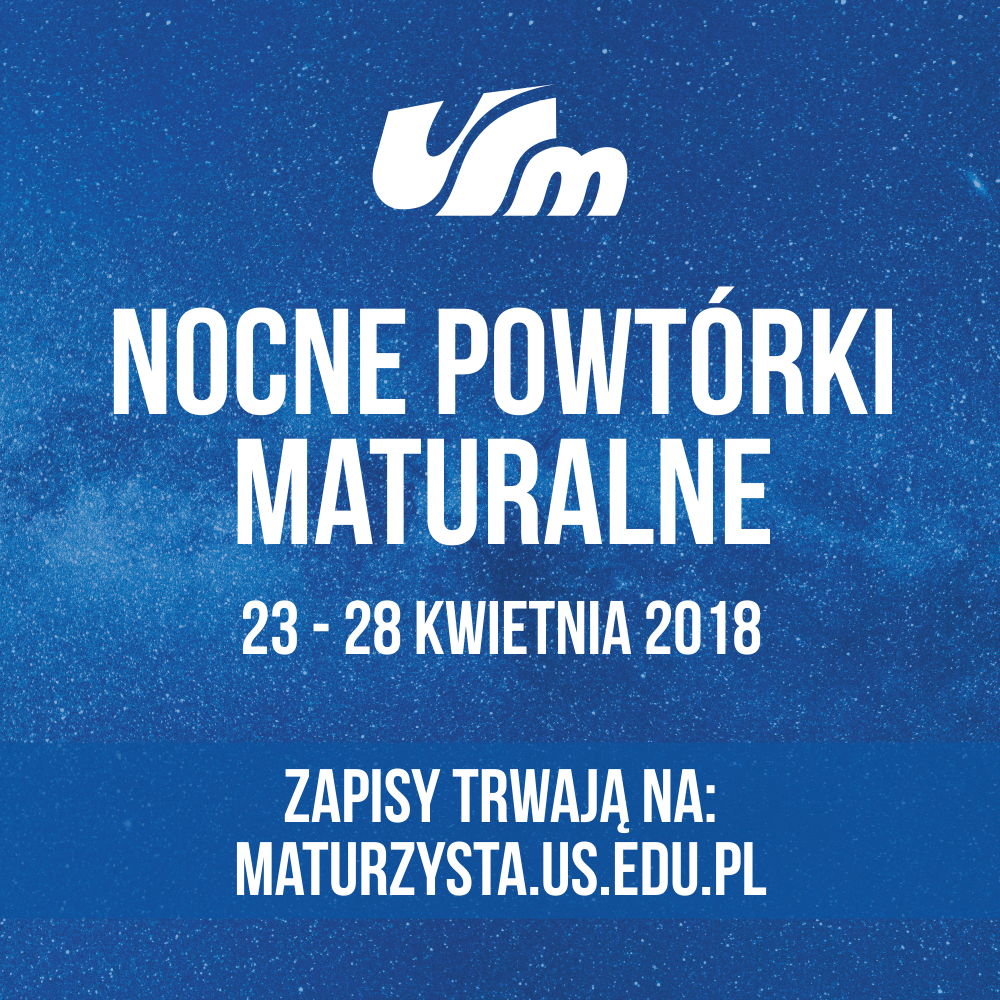 NOCNE POWTÓRKI
MATURALNE
23 - 28 KWIETNIA 2018
ZAPISY TRWAJĄ NA:
MATURZYSTA.US.EDU.PL